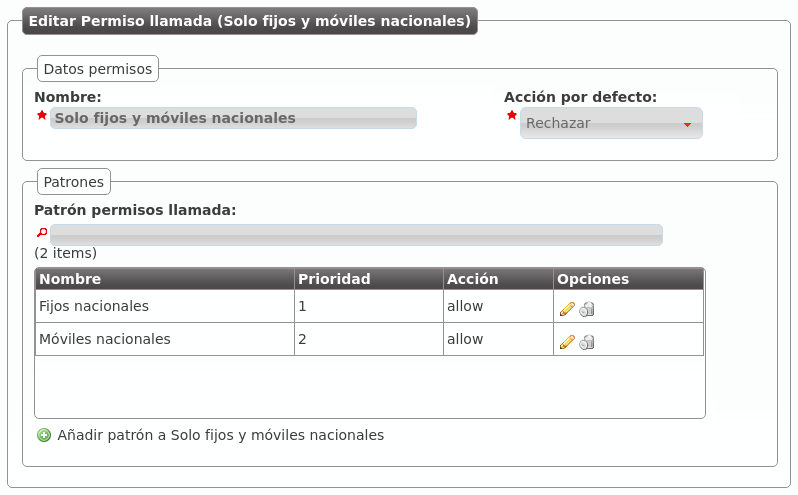 Editar Permiso llamada (Solo fijos y móviles nacionales)
Datos permisos
Nombre: Acción por defecto:
Solo fijos y móviles nacionales Rechazar
Patrones
Patrón permisos llamada:
(2 items)
Nombre Prioridad Acción Opciones
Fijos nacionales 1 allow
Móviles nacionales 2 allow
Añadir patrón a Solo fijos y móviles nacionales